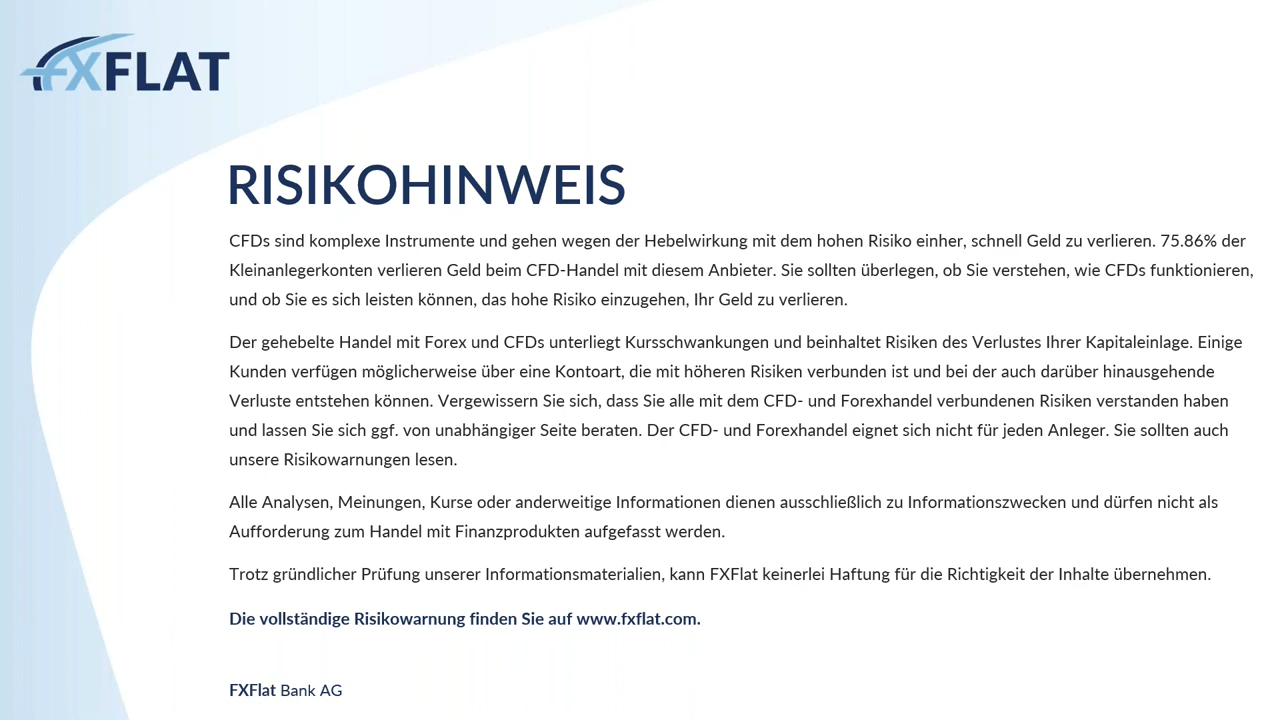 FXFLAT
RISIKOHINWEIS
CFDs sind komplexe Instrumente und gehen wegen der Hebelwirkung mit dem hohen Risiko einher, schnell Geld zu verlieren. 75.86% der
Kleinanlegerkonten verlieren Geld beim CFD-Handel mit diesem Anbieter. Sie sollten überlegen, ob Sie verstehen, wie CFDs funktionieren,
und ob Sie es sich leisten können, das hohe Risiko einzugehen, Ihr Geld zu verlieren.
Der gehebelte Handel mit Forex und CFDs unterliegt Kursschwankungen und beinhaltet Risiken des Verlustes Ihrer Kapitaleinlage. Einige
Kunden verfügen möglicherweise über eine Kontoart, die mit höheren Risiken verbunden ist und bei der auch darüber hinausgehende
Verluste entstehen können. Vergewissern Sie sich, dass Sie alle mit dem CFD- und Forexhandel verbundenen Risiken verstanden haben
und lassen Sie sich ggf. von unabhängiger Seite beraten. Der CFD- und Forexhandel eignet sich nicht für jeden Anleger. Sie sollten auch
unsere Risikowarnungen lesen.
Alle Analysen, Meinungen, Kurse oder anderweitige Informationen dienen ausschließlich zu Informationszwecken und dürfen nicht als
Aufforderung zum Handel mit Finanzprodukten aufgefasst werden.
Trotz gründlicher Prüfung unserer Informationsmaterialien, kann FXFlat keinerlei Haftung für die Richtigkeit der Inhalte übernehmen.
Die vollständige Risikowarnung finden Sie auf www.fxflat.com.
FXFlat Bank AG